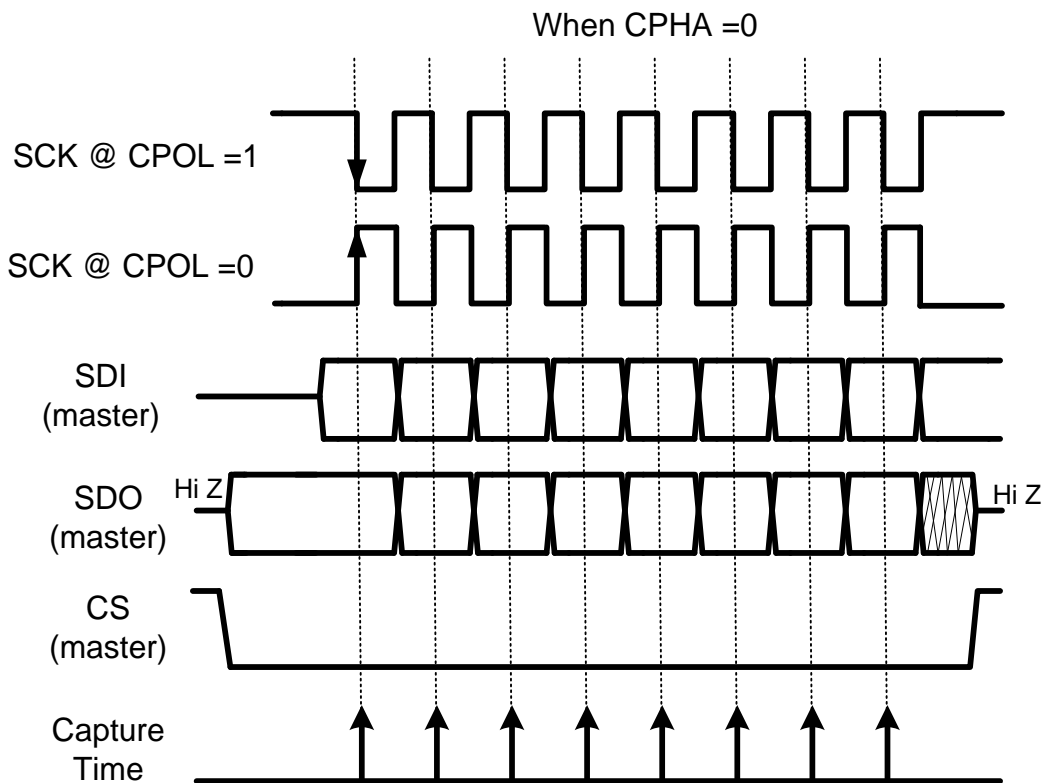 When CPHA =0
SCK @ CPOL =1
SCK @ CPOL =0
SDI
(master)
Hi Z
SDO
(master)
Hi Z
CS
(master)
Capture
Time